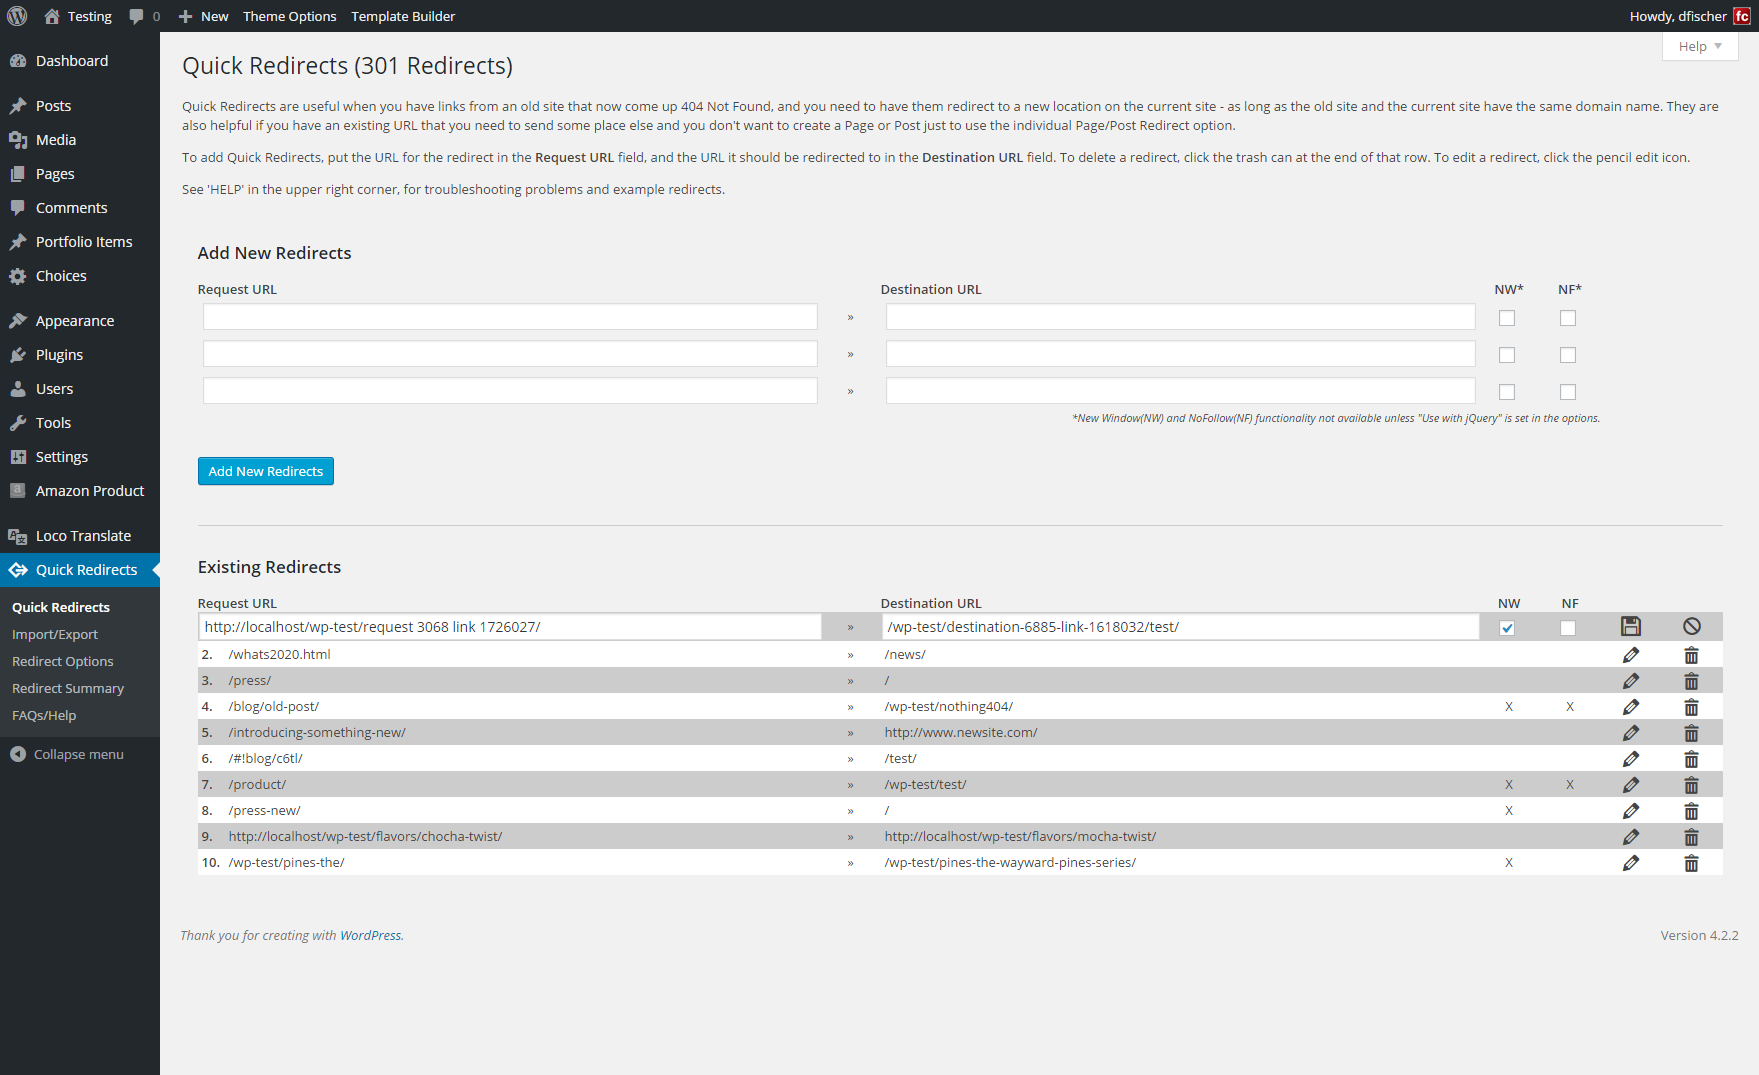 Testing 0 New Theme Options Template Builder Howdy, dfischer fc
Help
Dashboard
Posts
Media
Pages
Comments
Portfolio Items
Choices
Appearance
Plugins
Users
Tools
Settings
Amazon Product
Loco Translate
Quick Redirects
Quick Redirects
Import/Export
Redirect Options
Redirect Summary
FAQs/Help
Collapse menu
Quick Redirects (301 Redirects)
Quick Redirects are useful when you have links from an old site that now come up 404 Not Found, and you need to have them redirect to a new location on the current site - as long as the old site and the current site have the same domain name. They are
also helpful if you have an existing URL that you need to send some place else and you don't want to create a Page or Post just to use the individual Page/Post Redirect option.
To add Quick Redirects, put the URL for the redirect in the Request URL field, and the URL it should be redirected to in the Destination URL field. To delete a redirect, click the trash can at the end of that row. To edit a redirect, click the pencil edit icon.
See 'HELP' in the upper right corner, for troubleshooting problems and example redirects.
Add New Redirects
Request URL Destination URL NW* NF*
»
»
»
*New Window(NW) and NoFollow(NF) functionality not available unless "Use with jQuery" is set in the options.
Add New Redirects
Existing Redirects
Request URL Destination URL NW NF
http://localhost/wp-test/request 3068 link 1726027/ » /wp-test/destination-6885-link-1618032/test/
2. /whats2020.html » /news/
3. /press/ » /
4. /blog/old-post/ » /wp-test/nothing404/ X X
5. /introducing-something-new/ » http://www.newsite.com/
6. /#!blog/c6tl/ » /test/
7. /product/ » /wp-test/test/ X X
8. /press-new/ » / X
9. http://localhost/wp-test/flavors/chocha-twist/ » http://localhost/wp-test/flavors/mocha-twist/
10. /wp-test/pines-the/ » /wp-test/pines-the-wayward-pines-series/ X
Thank you for creating with WordPress. Version 4.2.2